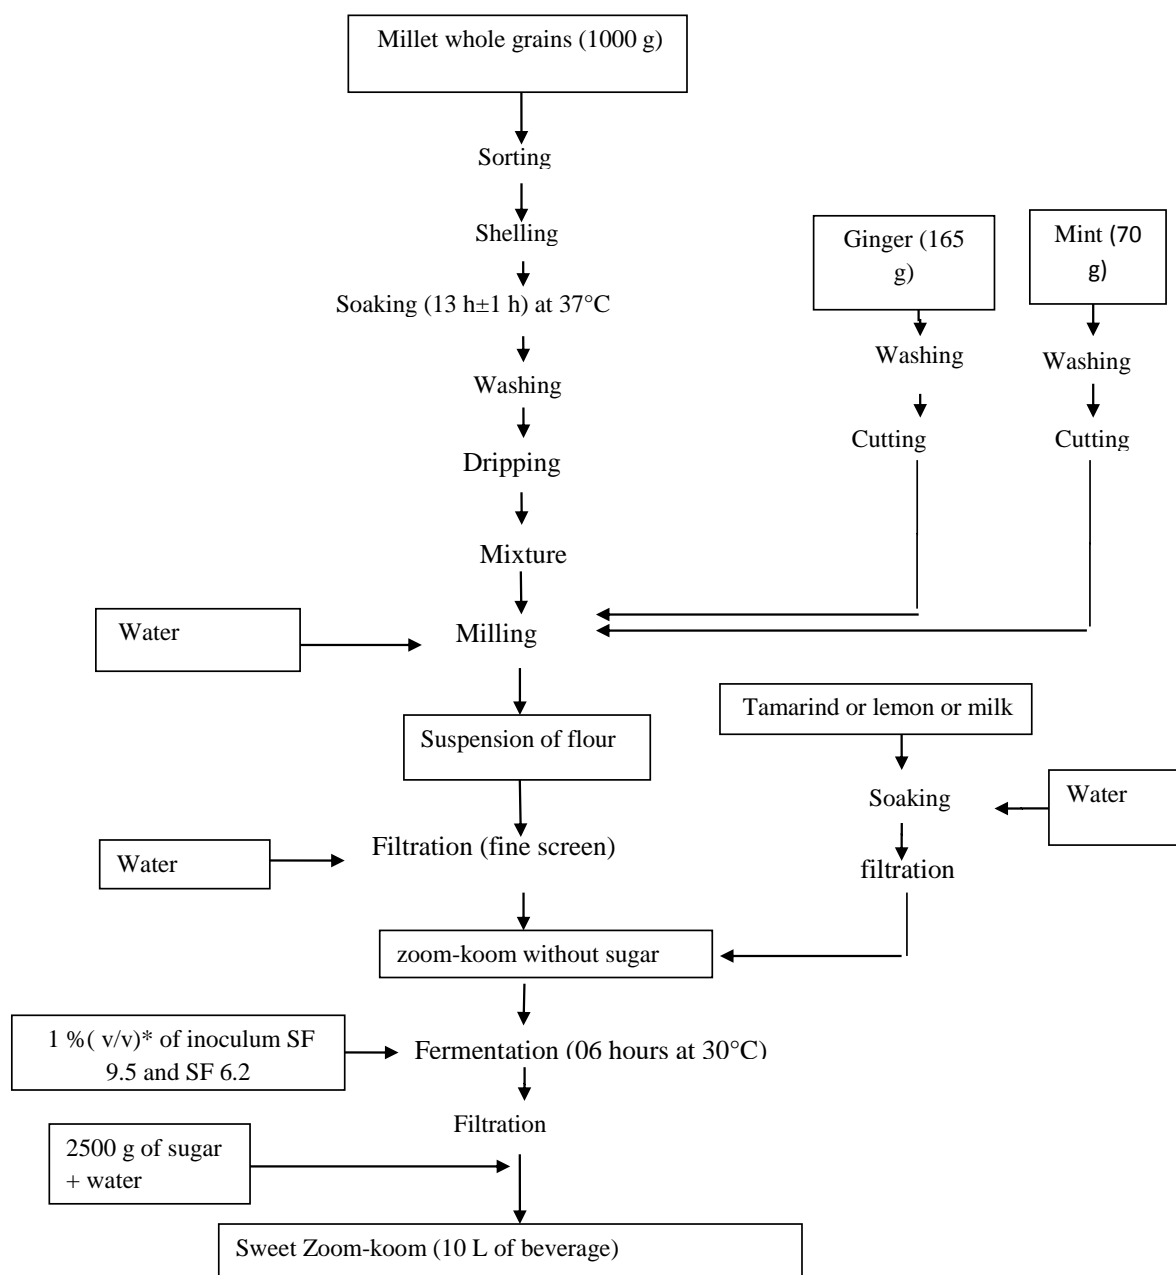 Millet whole grains (1000 g)
Sorting
Shelling
Soaking (13 h±1 h) at 37°C
Washing
Dripping
Mixture
Ginger (165
g)
Washing
Cutting
Mint (70
g)
Washing
Cutting
Water
Milling
Suspension of flour
Tamarind or lemon or milk
Soaking
Water
filtration
Water
Filtration (fine screen)
zoom-koom without sugar
1 %( v/v)* of inoculum SF
9.5 and SF 6.2
Fermentation (06 hours at 30°C)
Filtration
2500 g of sugar
+ water
Sweet Zoom-koom (10 L of beverage)